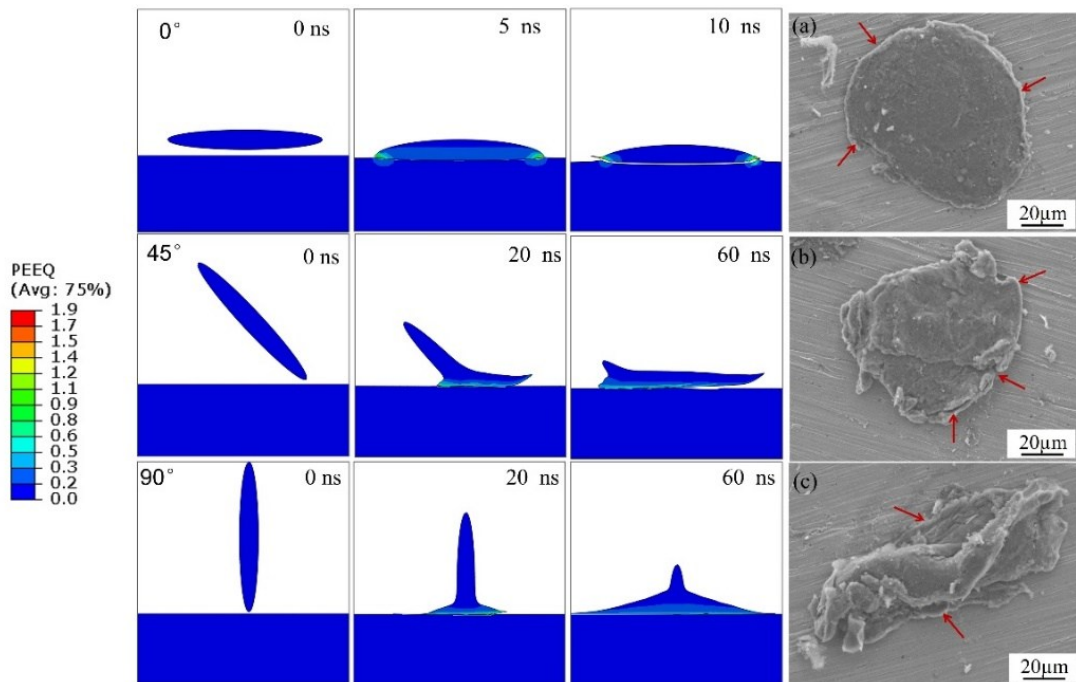 0° 0 ns
5 ns
10 ns
(a)
20μm
45° 0 ns
20 ns
60 ns
(b)
20μm
PEEQ
(Avg: 75%)
1.9
1.7
1.5
1.4
1.2
1.1
0.9
0.8
0.6
0.5
0.3
0.2
0.0
90° 0 ns
20 ns
60 ns
(c)
20μm